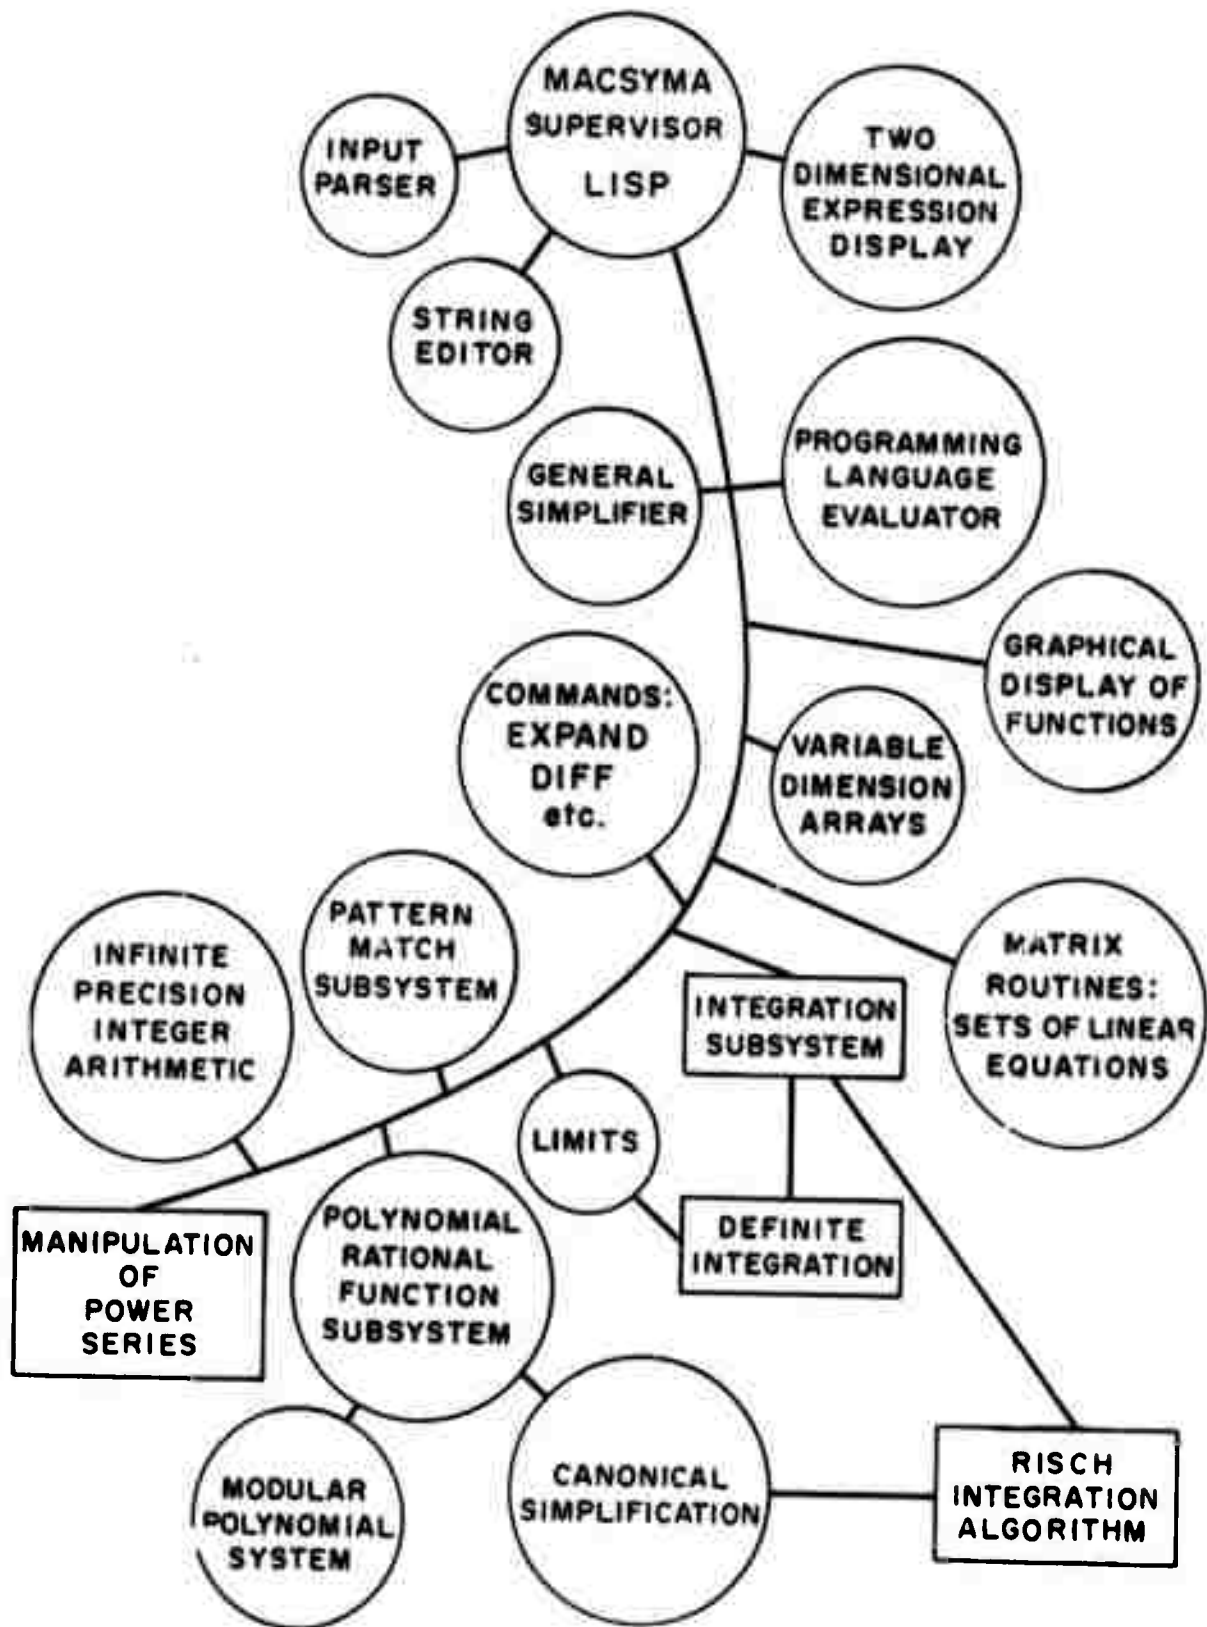 MACSYMA
SUPERVISOR
LISP
INPUT
PARSER
TWO
DIMENSIONAL
EXPRESSION
DISPLAY
STRING
EDITOR
GENERAL
SIMPLIFIER
PROGRAMMING
LANGUAGE
EVALUATOR
GRAPHICAL
DISPLAY OF
FUNCTIONS
COMMANDS:
EXPAND
DIFF
etc.
VARIABLE
DIMENSION
ARRAYS
PATTERN
MATCH
SUBSYSTEM
INFINITE
PRECISION
INTEGER
ARITHMETIC
INTEGRATION
SUBSYSTEM
MATRIX
ROUTINES:
SETS OF LINEAR
EQUATIONS
LIMITS
MANIPULATION
OF
POWER
SERIES
POLYNOMIAL
RATIONAL
FUNCTION
SUBSYSTEM
DEFINITE
INTEGRATION
MODULAR
POLYNOMIAL
SYSTEM
CANONICAL
SIMPLIFICATION
RISCH
INTEGRATION
ALGORITHM